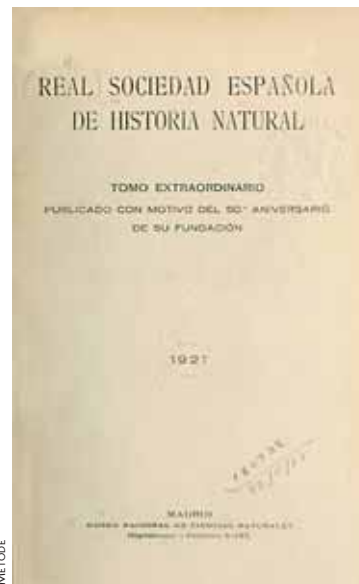 REAL SOCIEDAD ESPAÑOLA
DE HISTORIA NATURAL
TOMO EXTRAORDINARIO
PUBLICADO CON MOTIVO DEL 50.º ANIVERSARIO
DE SU FUNDACIÓN
1921
MADRID
MUSEO NACIONAL DE CIENCIAS NATURALES
MÈTODE